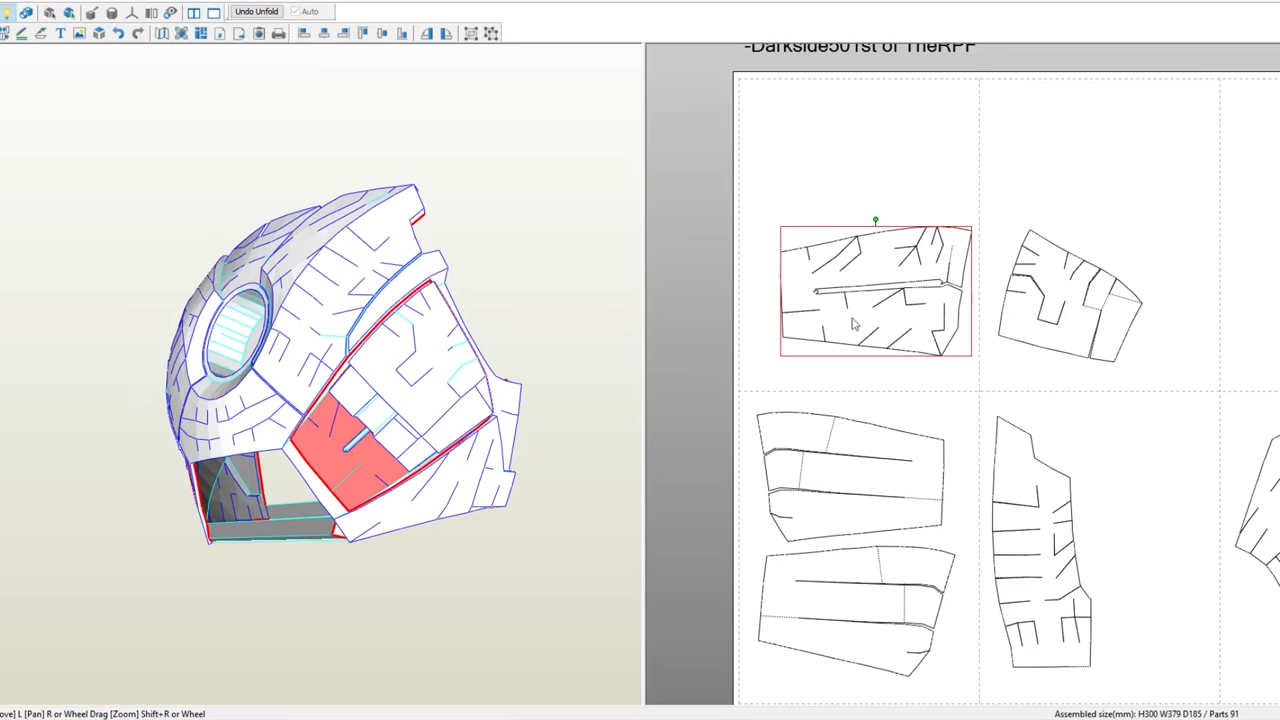 Undo Unfold
Auto
-Darkside501st of TheRPF
ove] L [Pan] R or Wheel Drag [Zoom] Shift+R or Wheel
Assembled size(mm): H300 W379 D185 / Parts 91